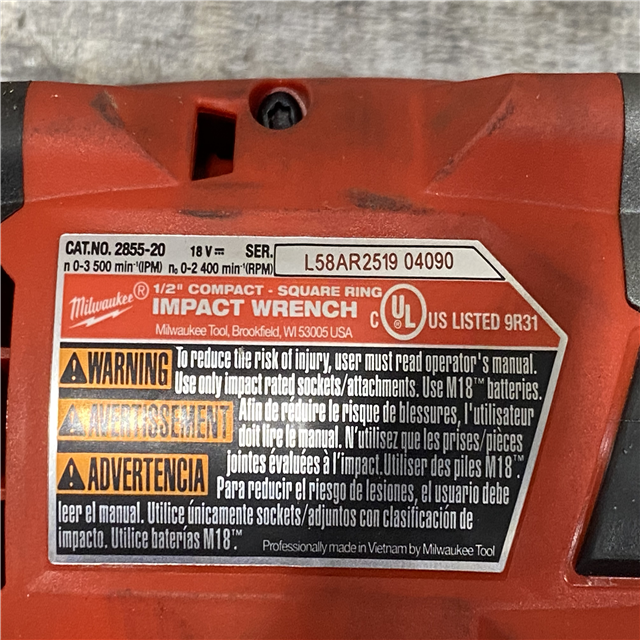 CAT.NO. 2855-20 18 V⎓ SER. L58AR2519 04090
n 0-3 500 min⁻¹(IPM) n₀ 0-2 400 min⁻¹(RPM)
Milwaukee® 1/2" COMPACT - SQUARE RING
IMPACT WRENCH
Milwaukee Tool, Brookfield, WI 53005 USA
C UL US LISTED 9R31
WARNING To reduce the risk of injury, user must read operator's manual.
Use only impact rated sockets/attachments. Use M18™ batteries.
AVERTISSEMENT Afin de réduire le risque de blessures, l'utilisateur
doit lire le manuel. N'utilisez que les prises/pièces
jointes évaluées à l'impact.Utiliser des piles M18™.
ADVERTENCIA Para reducir el riesgo de lesiones, el usuario debe
leer el manual. Utilice únicamente sockets/adjuntos con clasificación de
impacto. Utilice baterías M18™.
Professionally made in Vietnam by Milwaukee Tool